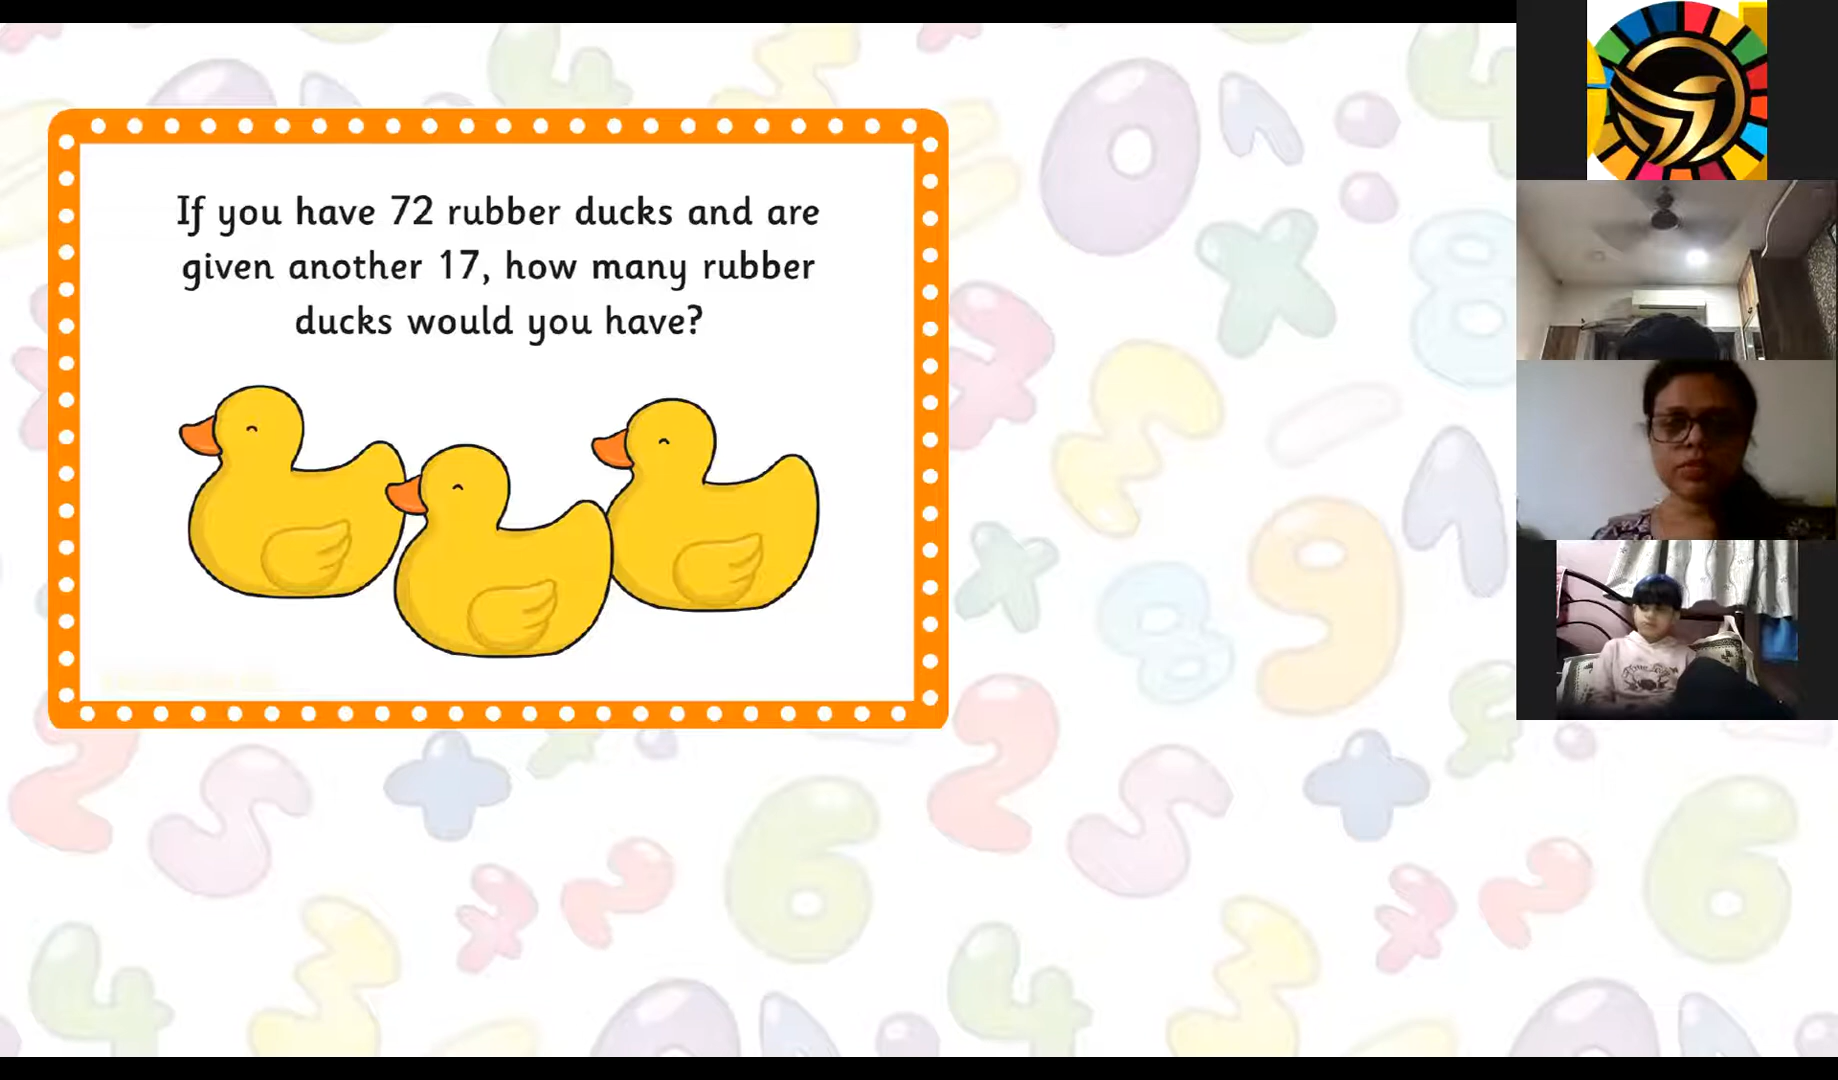 If you have 72 rubber ducks and are
given another 17, how many rubber
ducks would you have?